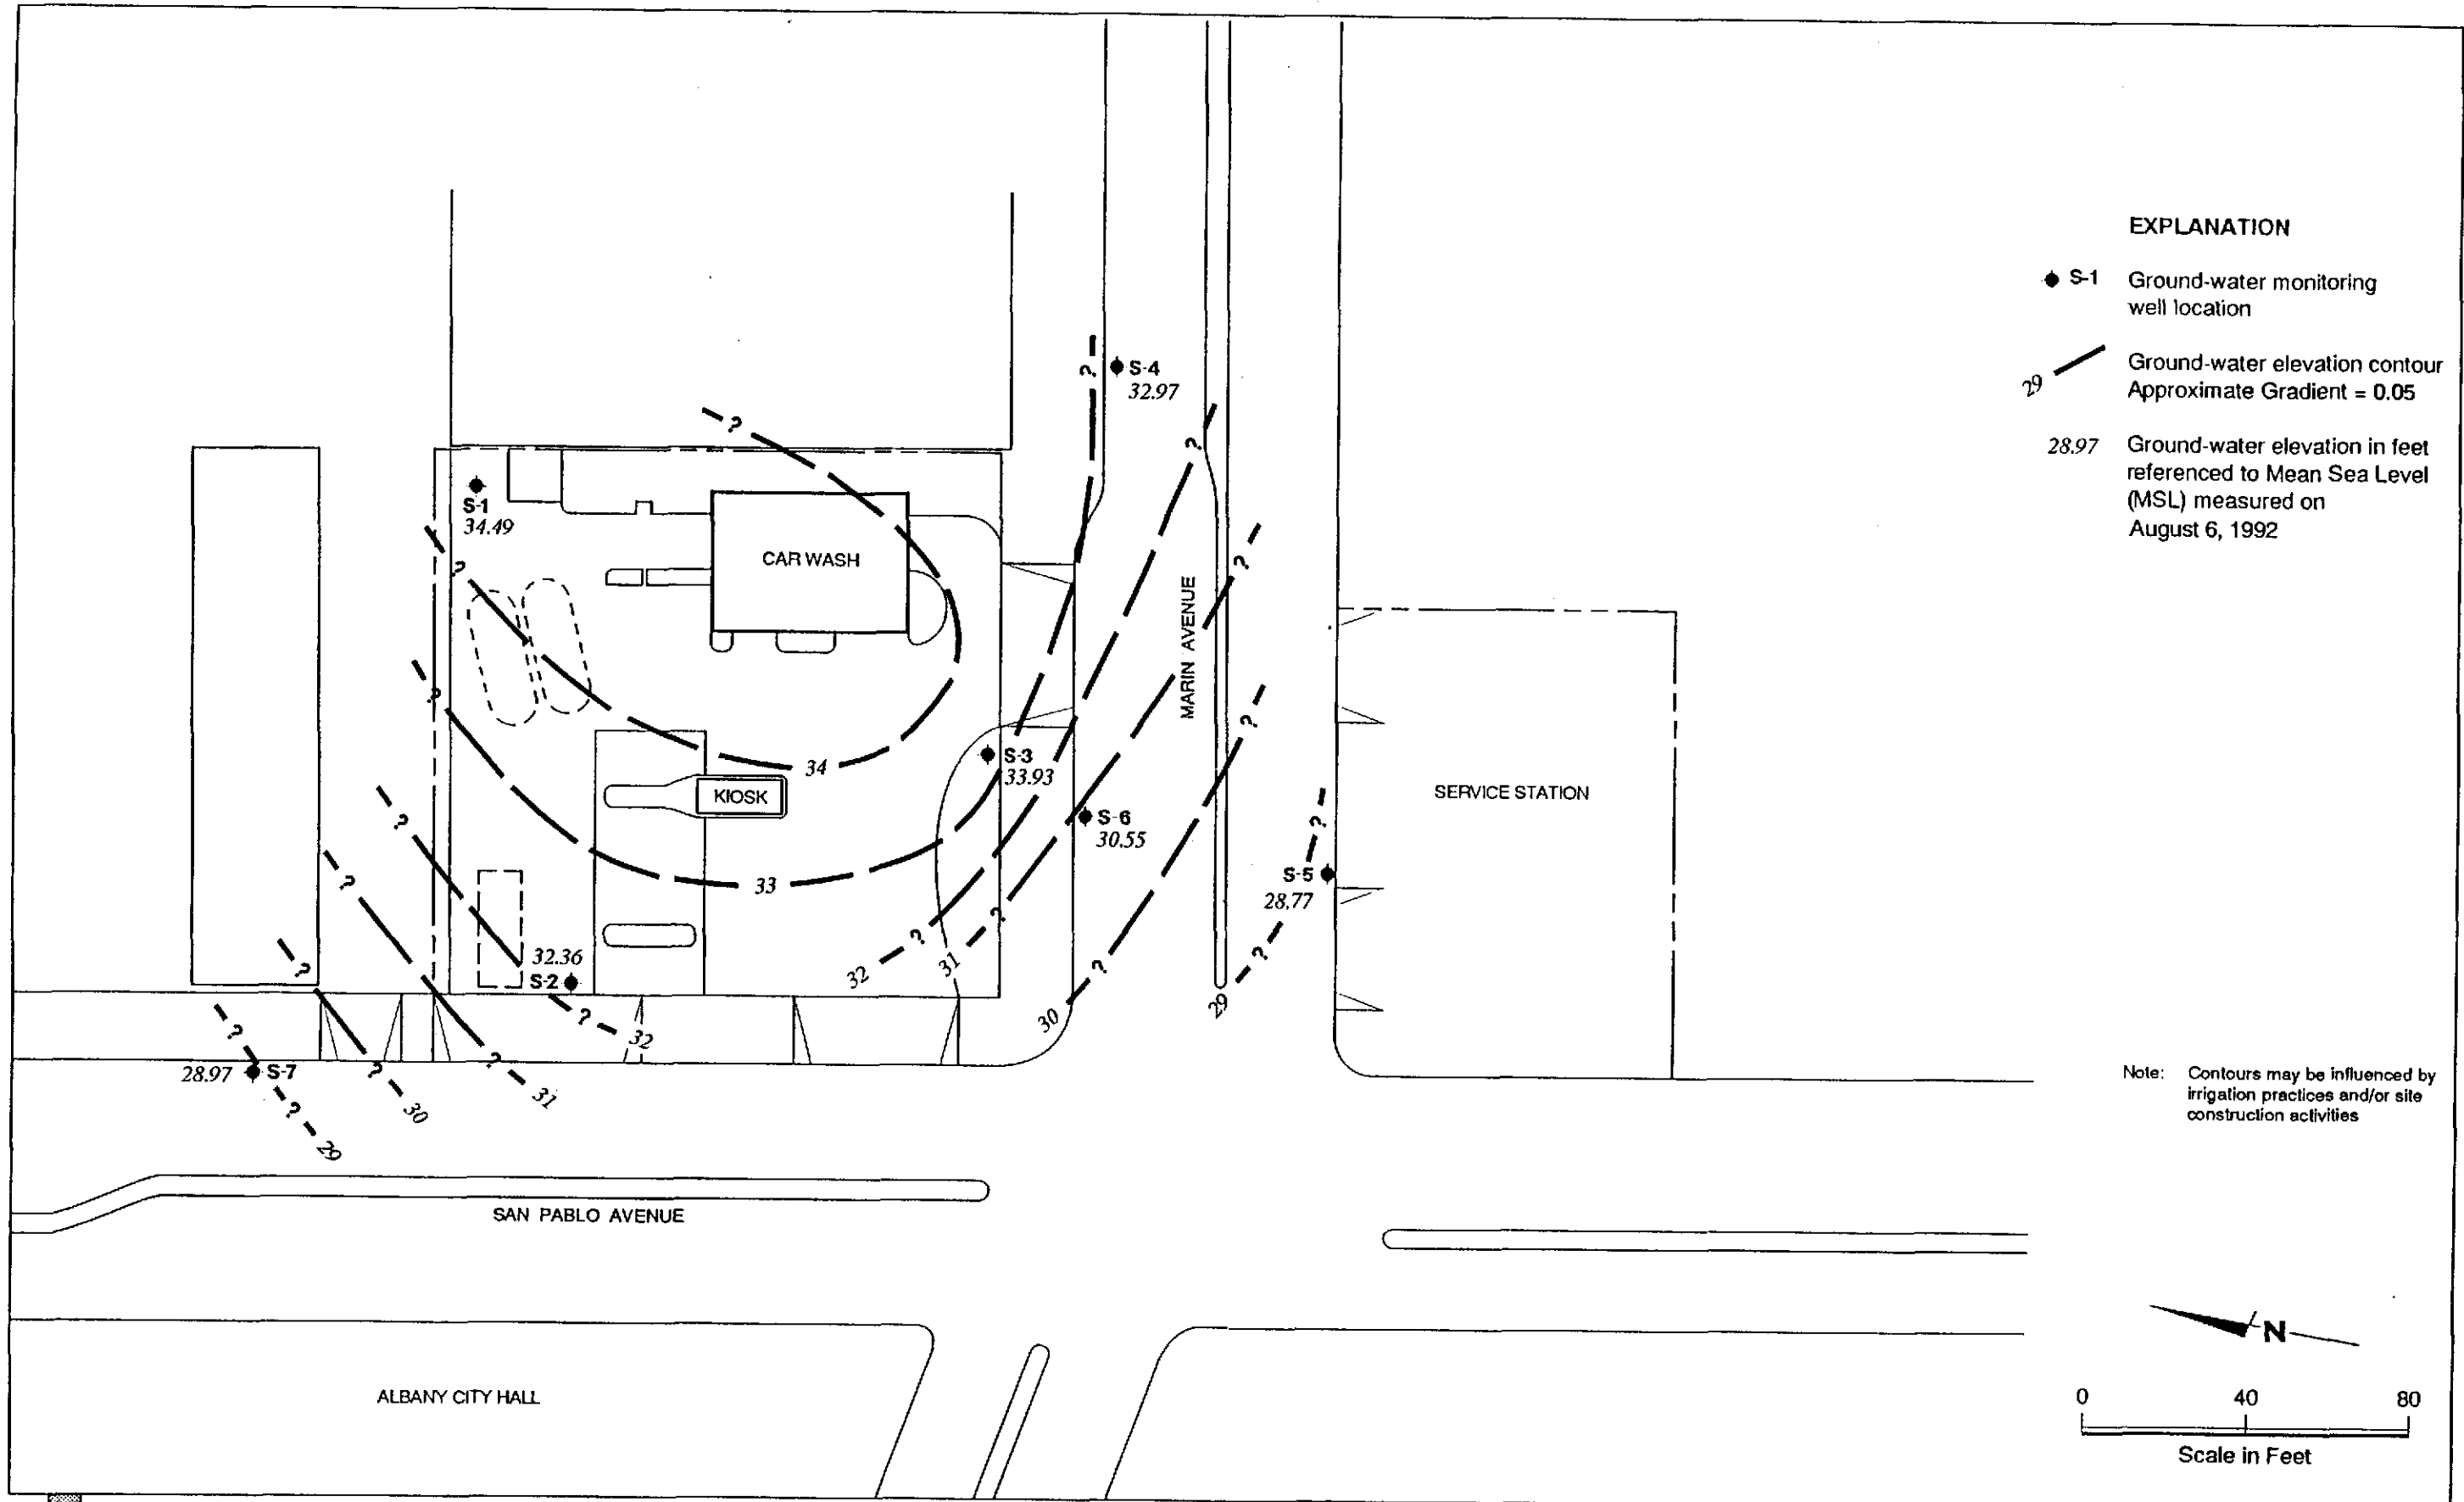 EXPLANATION
S-1 Ground-water monitoring
well location
29 Ground-water elevation contour
Approximate Gradient = 0.05
28.97 Ground-water elevation in feet
referenced to Mean Sea Level
(MSL) measured on
August 6, 1992
?
S-4
32.97
?
?
S-1
34.49
CAR WASH
?
?
MARIN AVENUE
?
?
S-3
33.93
34
KIOSK
SERVICE STATION
?
?
S-6
30.55
?
S-5
28.77
33
?
?
32
31
?
?
32.36
S-2
?
30
29
?
32
?
28.97 S-7
?
?
?
31
30
?
29
Note: Contours may be influenced by
irrigation practices and/or site
construction activities
SAN PABLO AVENUE
N
ALBANY CITY HALL
0 40 80
Scale in Feet